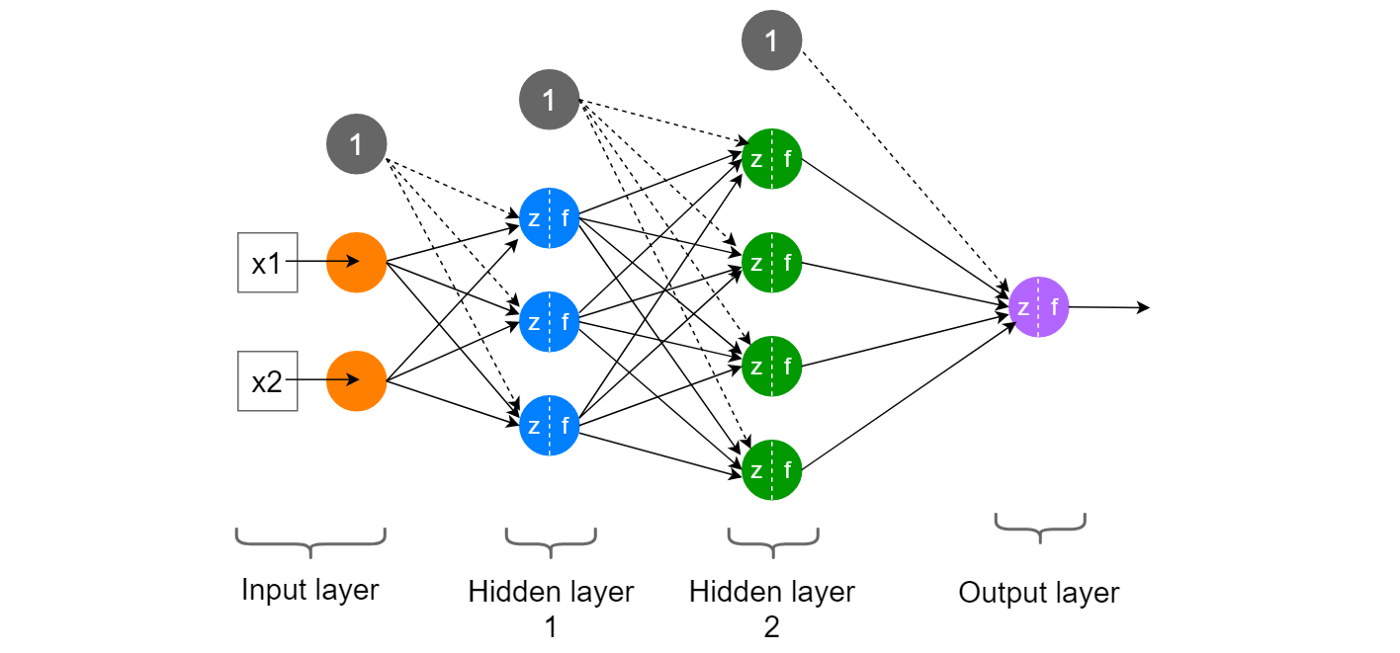 1
1
1
z f
z f
x1
z f
z f
z f
z f
x2
z f
z f
z f
Input layer
Hidden layer
1
Hidden layer
2
Output layer